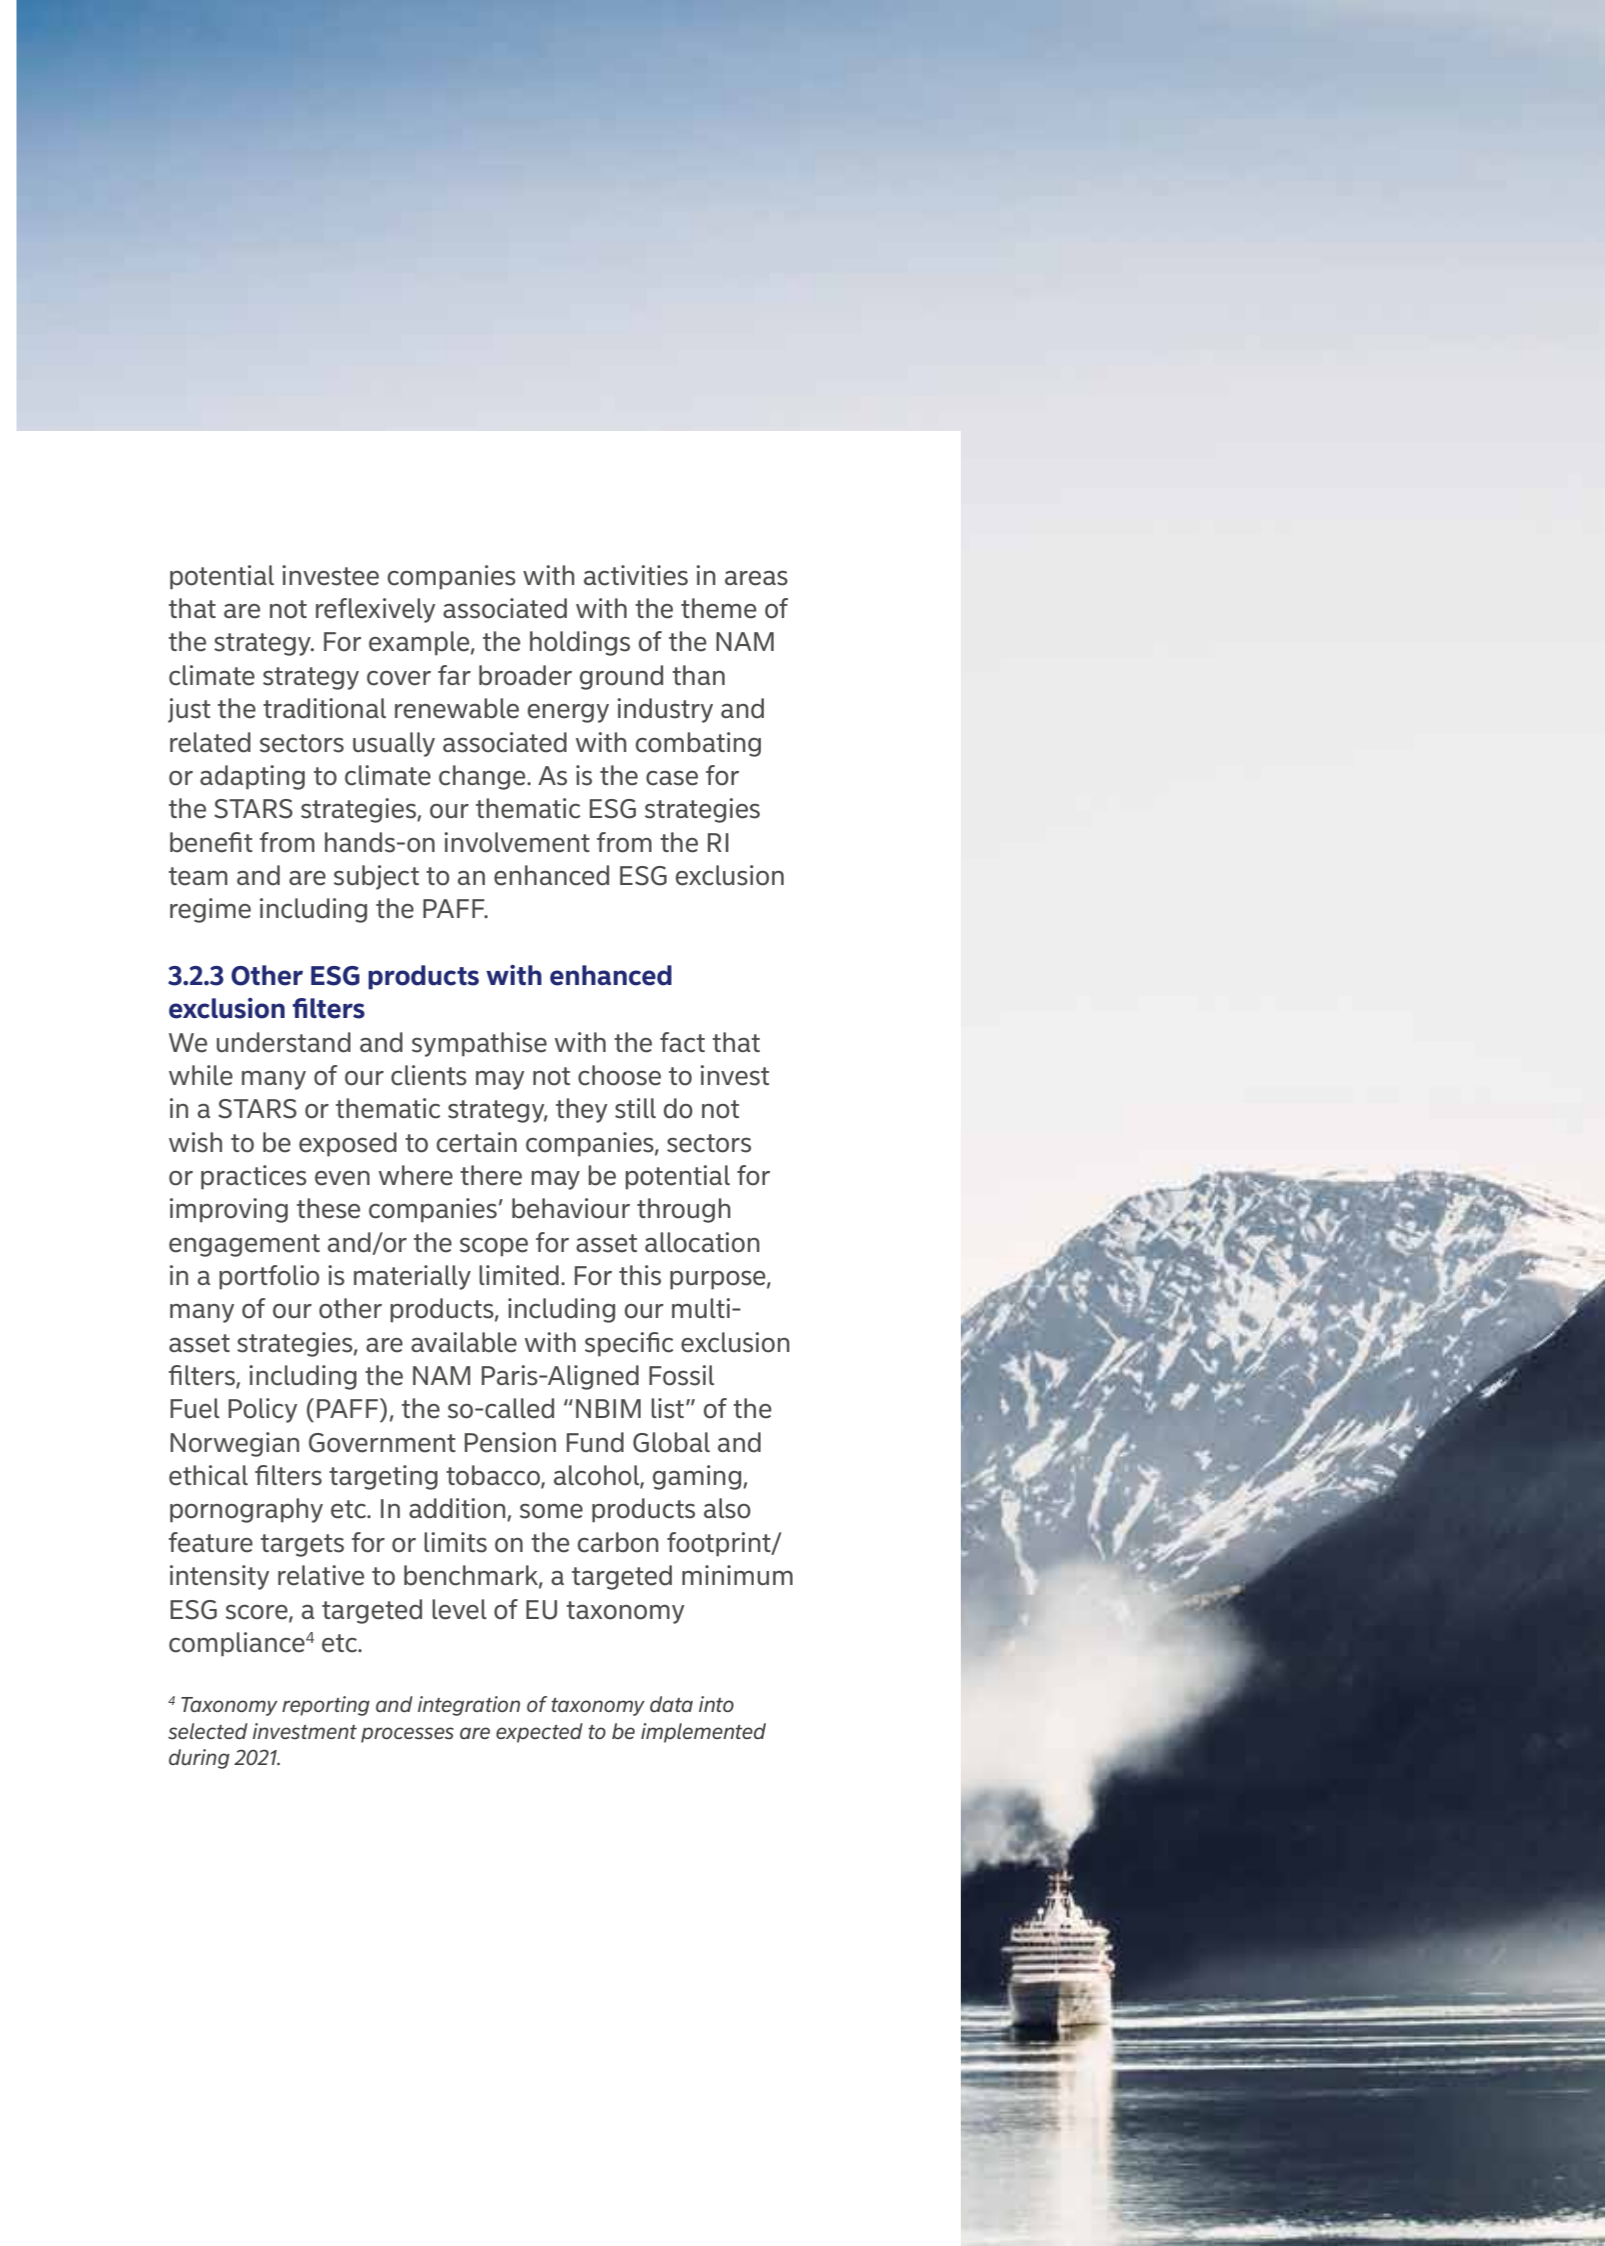 potential investee companies with activities in areas
that are not reflexively associated with the theme of
the strategy. For example, the holdings of the NAM
climate strategy cover far broader ground than
just the traditional renewable energy industry and
related sectors usually associated with combating
or adapting to climate change. As is the case for
the STARS strategies, our thematic ESG strategies
benefit from hands-on involvement from the RI
team and are subject to an enhanced ESG exclusion
regime including the PAFF.
3.2.3 Other ESG products with enhanced
exclusion filters
We understand and sympathise with the fact that
while many of our clients may not choose to invest
in a STARS or thematic strategy, they still do not
wish to be exposed to certain companies, sectors
or practices even where there may be potential for
improving these companies’ behaviour through
engagement and/or the scope for asset allocation
in a portfolio is materially limited. For this purpose,
many of our other products, including our multi-
asset strategies, are available with specific exclusion
filters, including the NAM Paris-Aligned Fossil
Fuel Policy (PAFF), the so-called “NBIM list” of the
Norwegian Government Pension Fund Global and
ethical filters targeting tobacco, alcohol, gaming,
pornography etc. In addition, some products also
feature targets for or limits on the carbon footprint/
intensity relative to benchmark, a targeted minimum
ESG score, a targeted level of EU taxonomy
compliance⁴ etc.
⁴ Taxonomy reporting and integration of taxonomy data into
selected investment processes are expected to be implemented
during 2021.